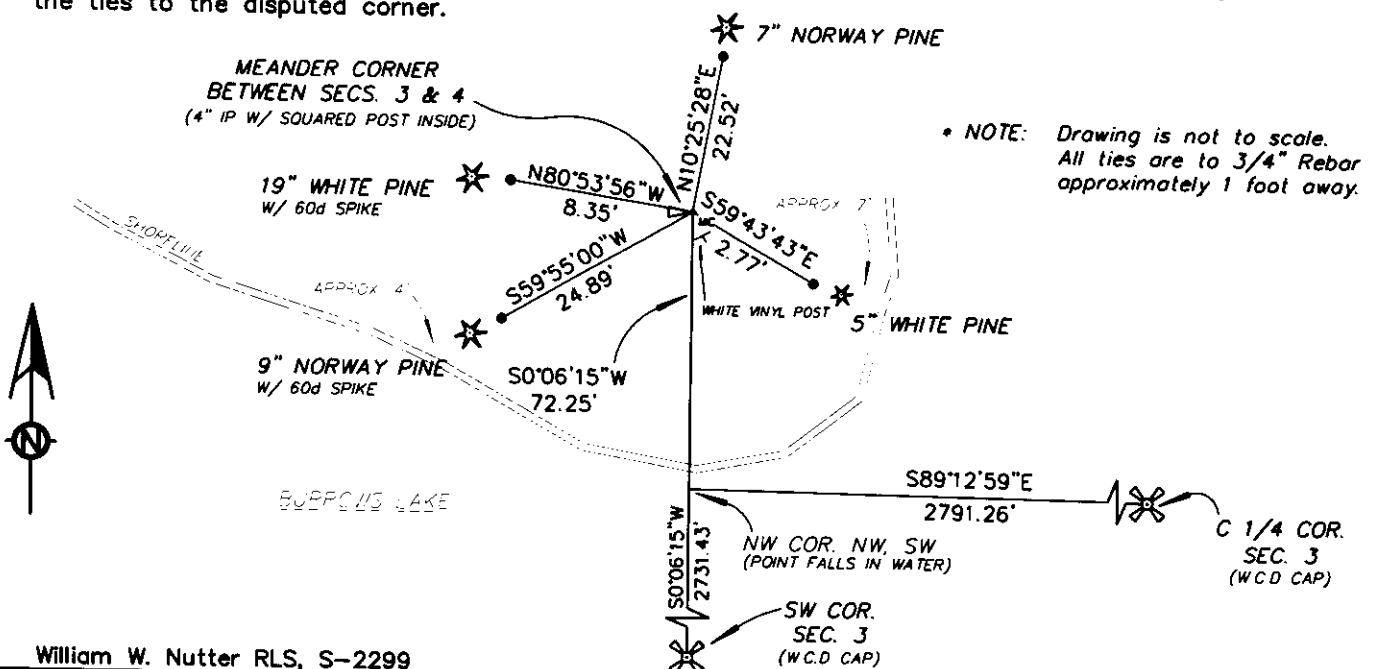 the ties to the disputed corner.
7" NORWAY PINE
MEANDER CORNER
BETWEEN SECS. 3 & 4
(4" IP W/ SQUARED POST INSIDE)
N10°25'28"E
22.52'
• NOTE: Drawing is not to scale.
All ties are to 3/4" Rebar
approximately 1 foot away.
19" WHITE PINE
W/ 60d SPIKE
N80°53'56"W
8.35'
S59°43'43"E
2.77'
APPROX 7'
SHORELINE
APPROX 4'
S59°55'00"W
24.89'
WHITE VINYL POST
5" WHITE PINE
9" NORWAY PINE
W/ 60d SPIKE
S0°06'15"W
72.25'
N
LAKE
S89°12'59"E
2791.26'
S0°06'15"W
2731.43'
NW COR. NW, SW
(POINT FALLS IN WATER)
C 1/4 COR.
SEC. 3
(W.C.D CAP)
SW COR.
SEC. 3
(W.C.D CAP)
William W. Nutter RLS, S-2299